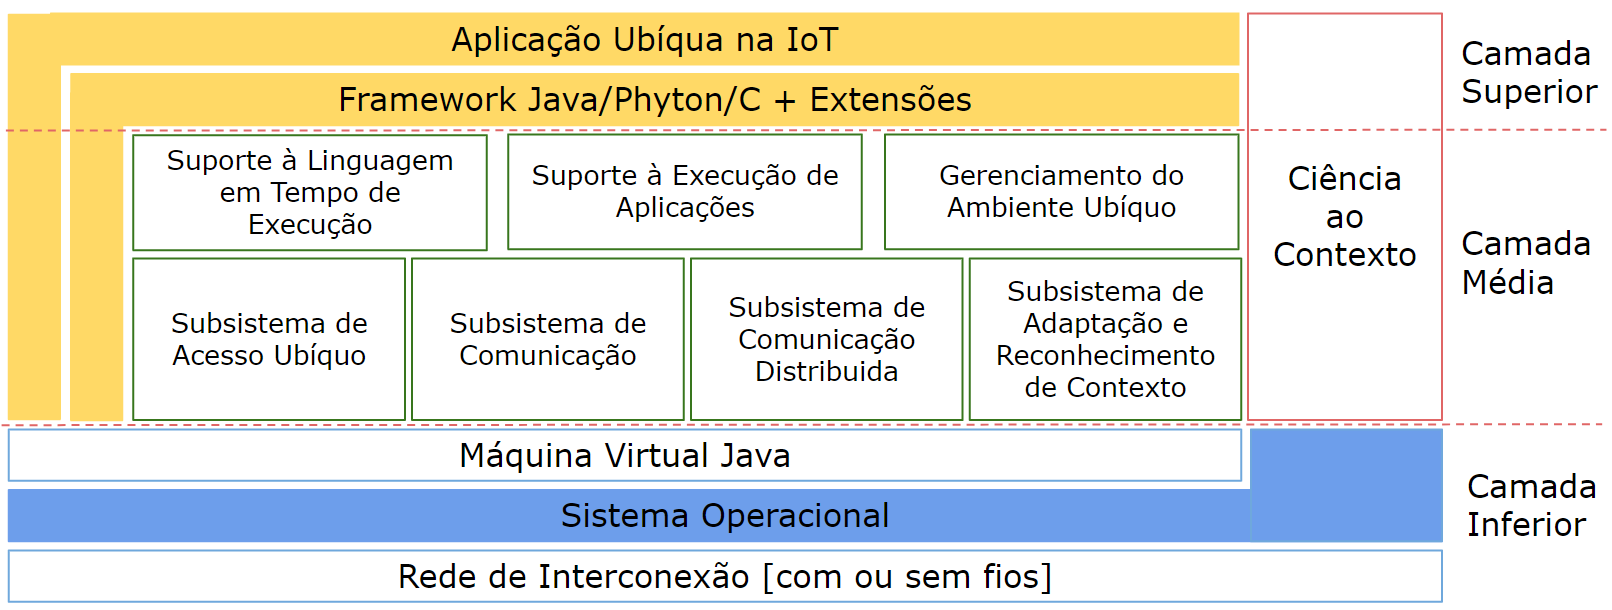 Aplicação Ubíqua na IoT
Framework Java/Phyton/C + Extensões
Camada
Superior
Suporte à Linguagem
em Tempo de
Execução
Suporte à Execução de
Aplicações
Gerenciamento do
Ambiente Ubíquo
Subsistema de
Acesso Ubíquo
Subsistema de
Comunicação
Subsistema de
Comunicação
Distribuida
Subsistema de
Adaptação e
Reconhecimento
de Contexto
Ciência
ao
Contexto
Camada
Média
Máquina Virtual Java
Sistema Operacional
Rede de Interconexão [com ou sem fios]
Camada
Inferior